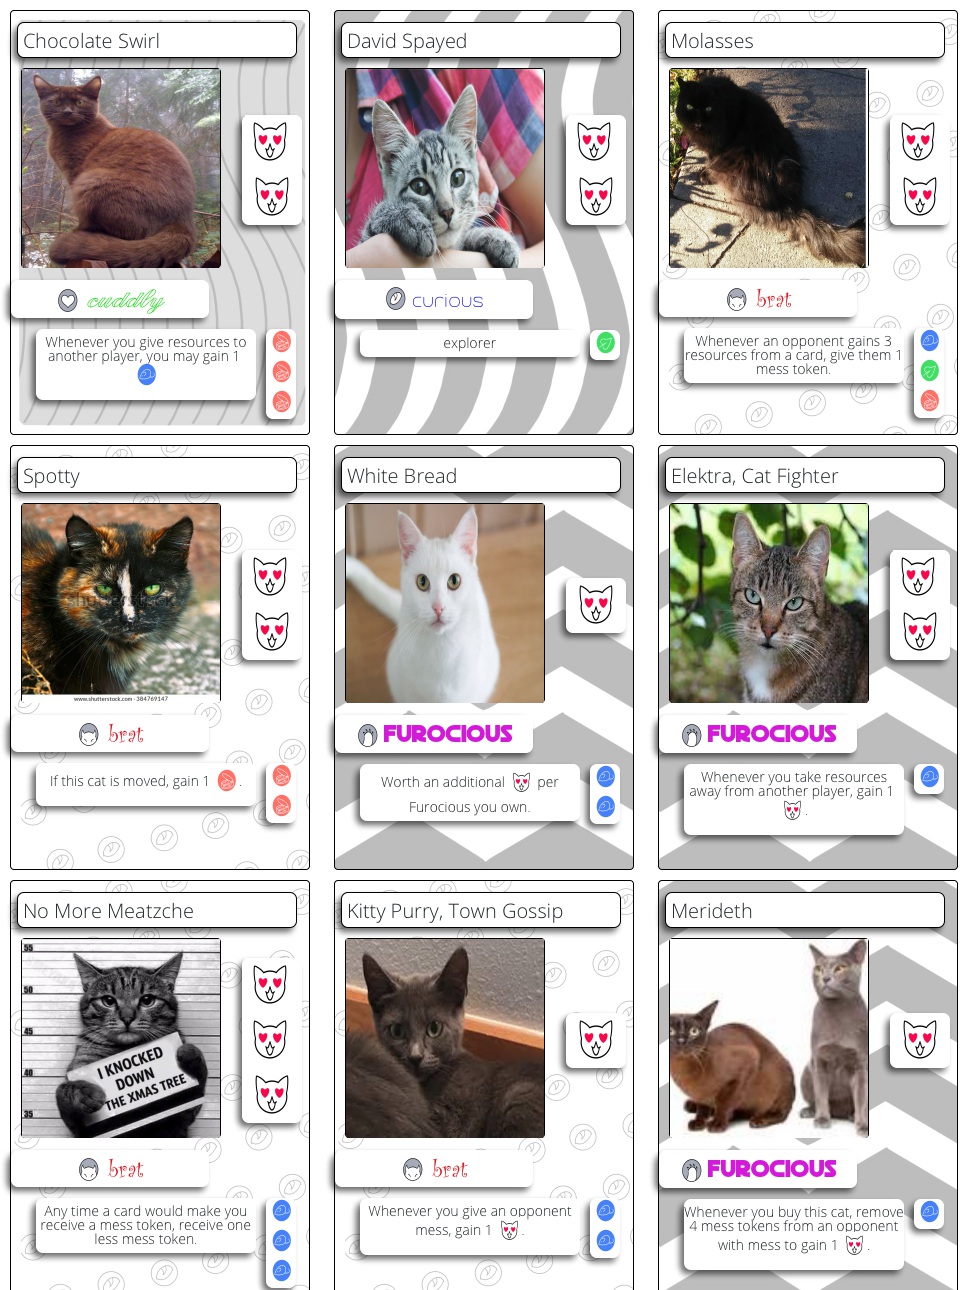 Chocolate Swirl
cuddly
Whenever you give resources to
another player, you may gain 1
David Spayed
curious
explorer
Molasses
brat
Whenever an opponent gains 3
resources from a card, give them 1
mess token.
Spotty
shutterstock
www.shutterstock.com · 384769147
brat
If this cat is moved, gain 1 .
White Bread
FUROCIOUS
Worth an additional per
Furocious you own.
Elektra, Cat Fighter
FUROCIOUS
Whenever you take resources
away from another player, gain 1
.
No More Meatzche
55
50
45
40
35
I KNOCKED
DOWN
THE XMAS TREE
brat
Any time a card would make you
receive a mess token, receive one
less mess token.
Kitty Purry, Town Gossip
brat
Whenever you give an opponent
mess, gain 1 .
Merideth
FUROCIOUS
Whenever you buy this cat, remove
4 mess tokens from an opponent
with mess to gain 1 .